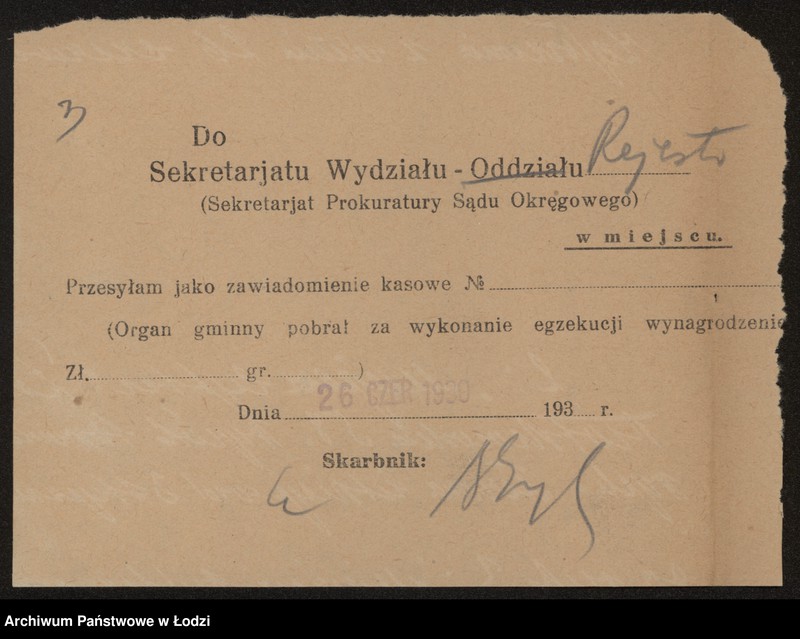 3
Do
Sekretarjatu Wydziału - Oddziału Rejestr
(Sekretarjat Prokuratury Sądu Okręgowego)
w miejscu.
Przesyłam jako zawiadomienie kasowe №
(Organ gminny pobrał za wykonanie egzekucji wynagrodzenie
Zł. gr. )
26 CZER 1930
Dnia 193 r.
Skarbnik:
Archiwum Państwowe w Łodzi